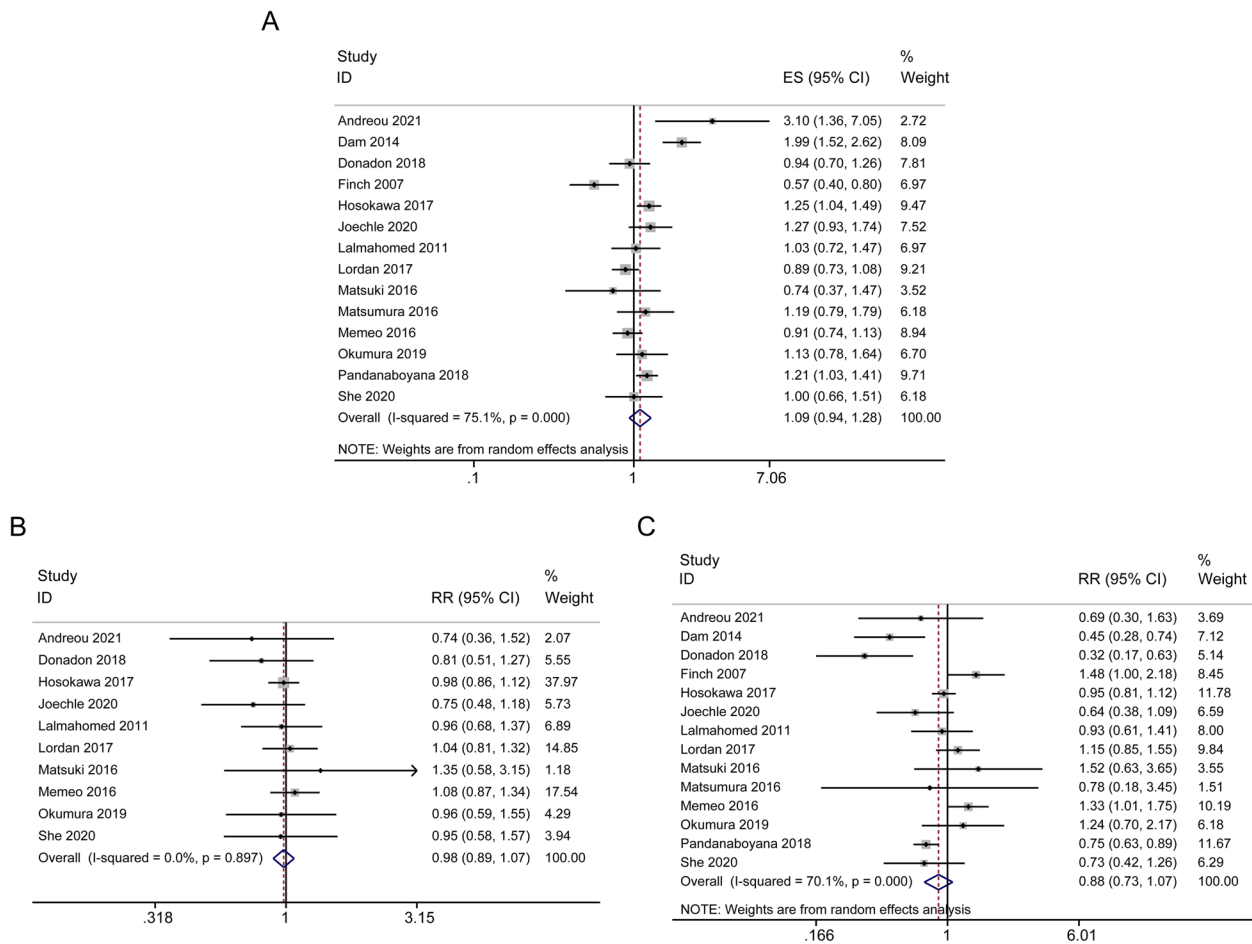 A
Study %
ID ES (95% CI) Weight
Andreou 2021 3.10 (1.36, 7.05) 2.72
Dam 2014 1.99 (1.52, 2.62) 8.09
Donadon 2018 0.94 (0.70, 1.26) 7.81
Finch 2007 0.57 (0.40, 0.80) 6.97
Hosokawa 2017 1.25 (1.04, 1.49) 9.47
Joechle 2020 1.27 (0.93, 1.74) 7.52
Lalmahomed 2011 1.03 (0.72, 1.47) 6.97
Lordan 2017 0.89 (0.73, 1.08) 9.21
Matsuki 2016 0.74 (0.37, 1.47) 3.52
Matsumura 2016 1.19 (0.79, 1.79) 6.18
Memeo 2016 0.91 (0.74, 1.13) 8.94
Okumura 2019 1.13 (0.78, 1.64) 6.70
Pandanaboyana 2018 1.21 (1.03, 1.41) 9.71
She 2020 1.00 (0.66, 1.51) 6.18
Overall (I-squared = 75.1%, p = 0.000) 1.09 (0.94, 1.28) 100.00
NOTE: Weights are from random effects analysis
.1 1 7.06
B
Study %
ID RR (95% CI) Weight
Andreou 2021 0.74 (0.36, 1.52) 2.07
Donadon 2018 0.81 (0.51, 1.27) 5.55
Hosokawa 2017 0.98 (0.86, 1.12) 37.97
Joechle 2020 0.75 (0.48, 1.18) 5.73
Lalmahomed 2011 0.96 (0.68, 1.37) 6.89
Lordan 2017 1.04 (0.81, 1.32) 14.85
Matsuki 2016 1.35 (0.58, 3.15) 1.18
Memeo 2016 1.08 (0.87, 1.34) 17.54
Okumura 2019 0.96 (0.59, 1.55) 4.29
She 2020 0.95 (0.58, 1.57) 3.94
Overall (I-squared = 0.0%, p = 0.897) 0.98 (0.89, 1.07) 100.00
.318 1 3.15
C
Study %
ID RR (95% CI) Weight
Andreou 2021 0.69 (0.30, 1.63) 3.69
Dam 2014 0.45 (0.28, 0.74) 7.12
Donadon 2018 0.32 (0.17, 0.63) 5.14
Finch 2007 1.48 (1.00, 2.18) 8.45
Hosokawa 2017 0.95 (0.81, 1.12) 11.78
Joechle 2020 0.64 (0.38, 1.09) 6.59
Lalmahomed 2011 0.93 (0.61, 1.41) 8.00
Lordan 2017 1.15 (0.85, 1.55) 9.84
Matsuki 2016 1.52 (0.63, 3.65) 3.55
Matsumura 2016 0.78 (0.18, 3.45) 1.51
Memeo 2016 1.33 (1.01, 1.75) 10.19
Okumura 2019 1.24 (0.70, 2.17) 6.18
Pandanaboyana 2018 0.75 (0.63, 0.89) 11.67
She 2020 0.73 (0.42, 1.26) 6.29
Overall (I-squared = 70.1%, p = 0.000) 0.88 (0.73, 1.07) 100.00
NOTE: Weights are from random effects analysis
.166 1 6.01